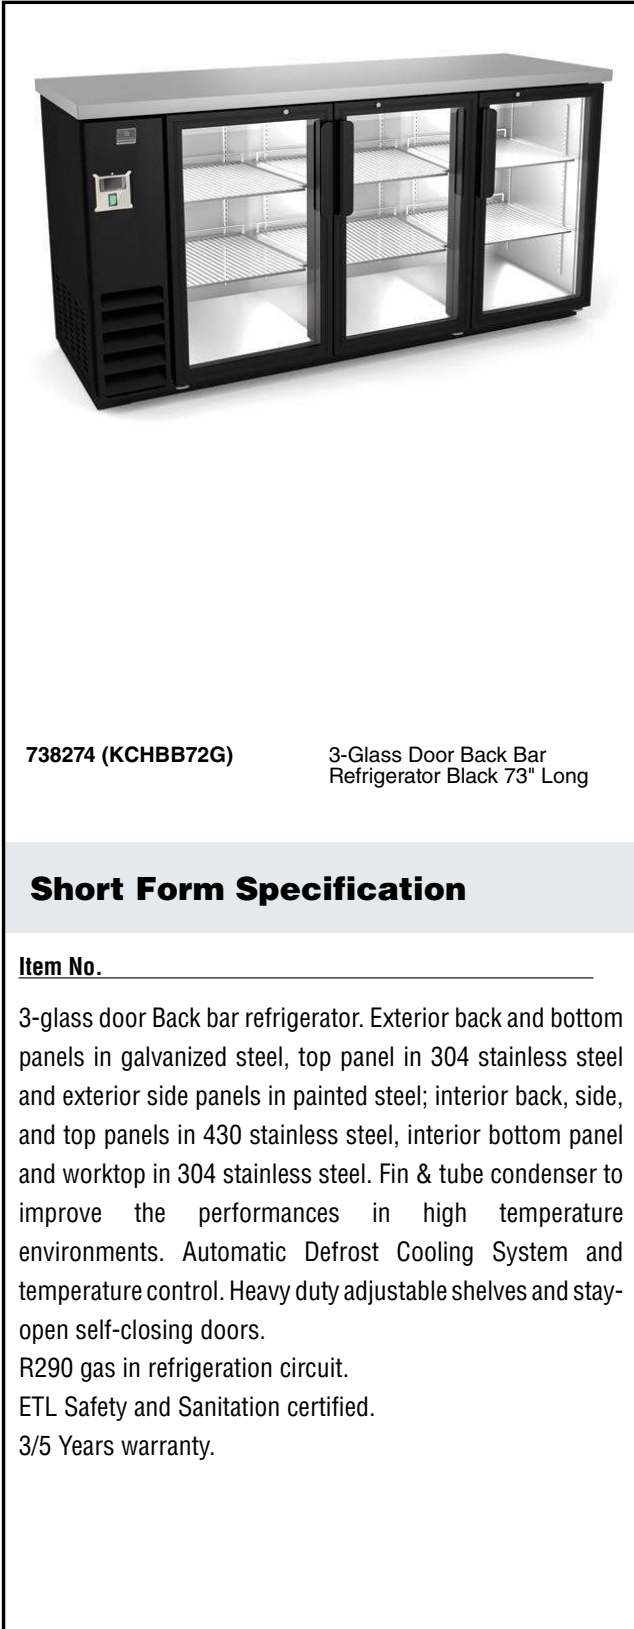 738274 (KCHBB72G)
3-Glass Door Back Bar
Refrigerator Black 73" Long
Short Form Specification
Item No.
3-glass door Back bar refrigerator. Exterior back and bottom
panels in galvanized steel, top panel in 304 stainless steel
and exterior side panels in painted steel; interior back, side,
and top panels in 430 stainless steel, interior bottom panel
and worktop in 304 stainless steel. Fin & tube condenser to
improve the performances in high temperature
environments. Automatic Defrost Cooling System and
temperature control. Heavy duty adjustable shelves and stay-
open self-closing doors.
R290 gas in refrigeration circuit.
ETL Safety and Sanitation certified.
3/5 Years warranty.